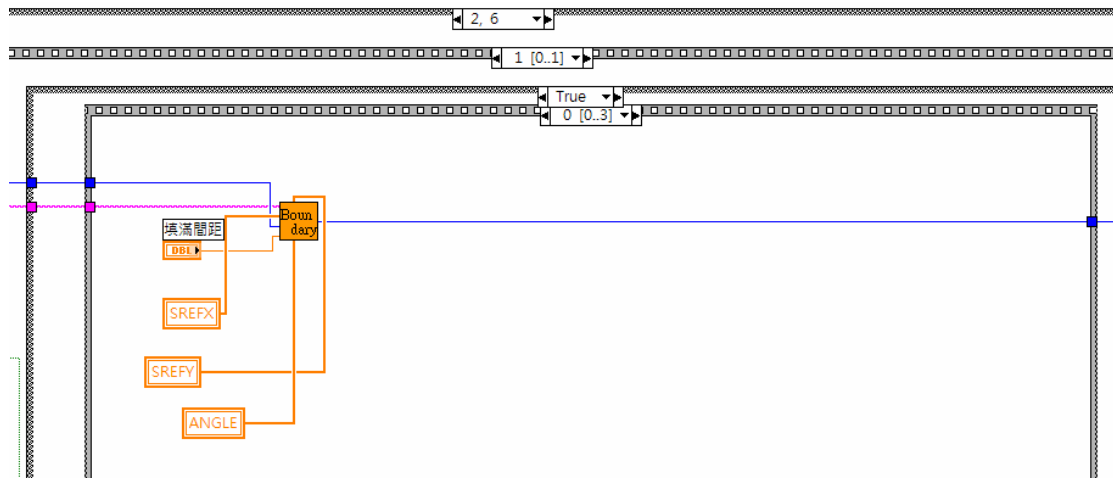 2, 6
1 [0..1]
True
0 [0..3]
Boun
dary
填滿間距
DBL
SREFX
SREFY
ANGLE